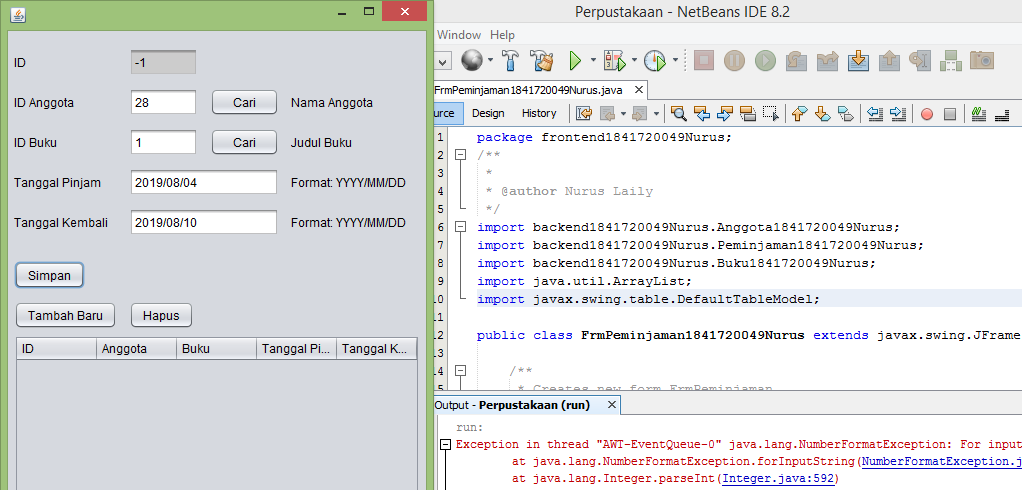 Perpustakaan - NetBeans IDE 8.2
Window Help
ID
-1
ID Anggota
28
Cari
Nama Anggota
ID Buku
1
Cari
Judul Buku
Tanggal Pinjam
2019/08/04
Format: YYYY/MM/DD
Tanggal Kembali
2019/08/10
Format: YYYY/MM/DD
Simpan
Tambah Baru
Hapus
ID Anggota Buku Tanggal Pi... Tanggal K...
FrmPeminjaman1841720049Nurus.java
urce Design History
1 package frontend1841720049Nurus;
2 /**
3 *
4 * @author Nurus Laily
5 */
6 import backend1841720049Nurus.Anggota1841720049Nurus;
7 import backend1841720049Nurus.Peminjaman1841720049Nurus;
8 import backend1841720049Nurus.Buku1841720049Nurus;
9 import java.util.ArrayList;
10 import javax.swing.table.DefaultTableModel;
11
12 public class FrmPeminjaman1841720049Nurus extends javax.swing.JFrame
13
14 /**
15 * Creates new form FrmPeminjaman
Output - Perpustakaan (run)
run:
Exception in thread "AWT-EventQueue-0" java.lang.NumberFormatException: For input
at java.lang.NumberFormatException.forInputString(NumberFormatException.j
at java.lang.Integer.parseInt(Integer.java:592)